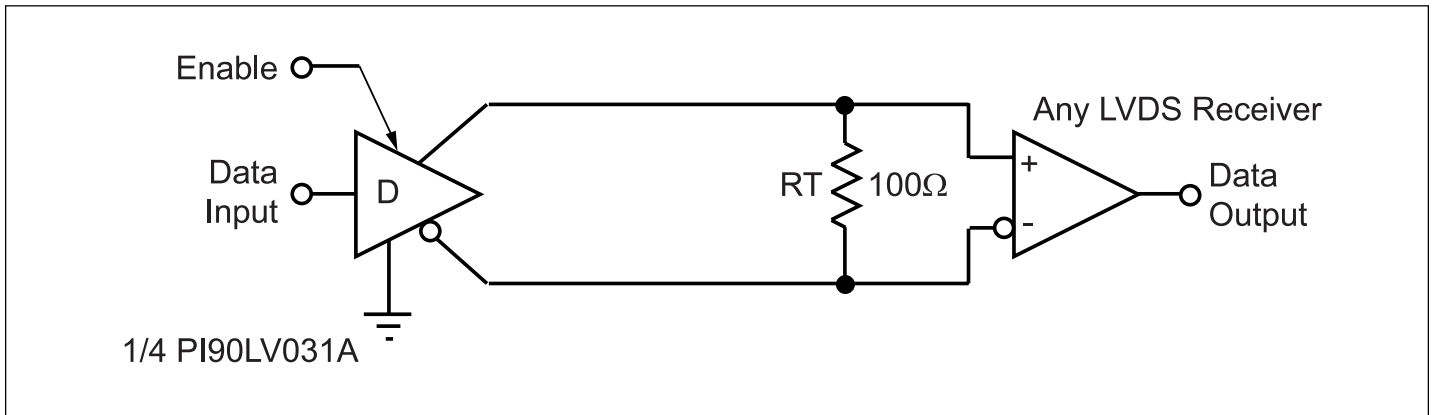 Enable
Any LVDS Receiver
Data
Input
D
RT
100Ω
+
-
Data
Output
1/4 PI90LV031A